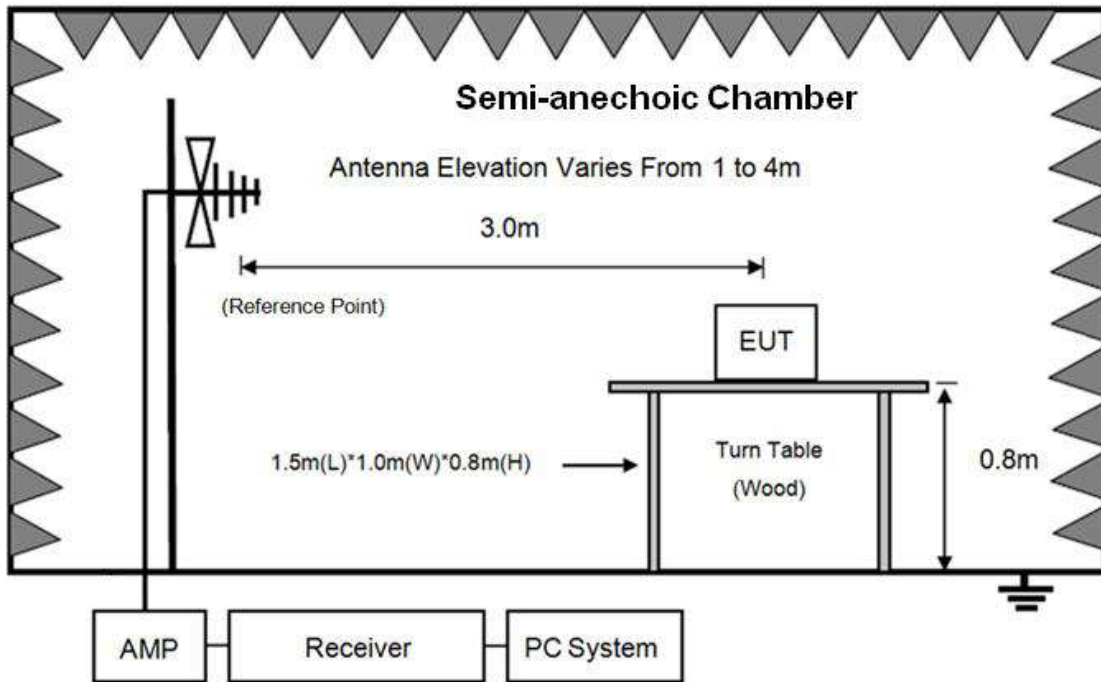 Semi-anechoic Chamber
Antenna Elevation Varies From 1 to 4m
3.0m
(Reference Point)
EUT
1.5m(L)*1.0m(W)*0.8m(H)
Turn Table
(Wood)
0.8m
AMP
Receiver
PC System